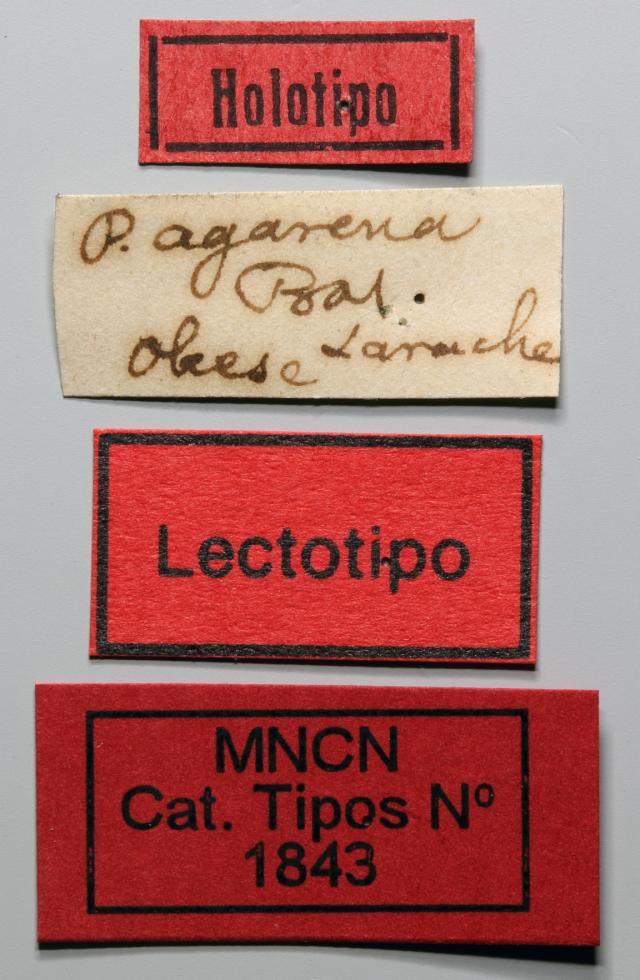 Holotipo
P. agarena
Bol.
obese Larache
Lectotipo
MNCN
Cat. Tipos Nº
1843